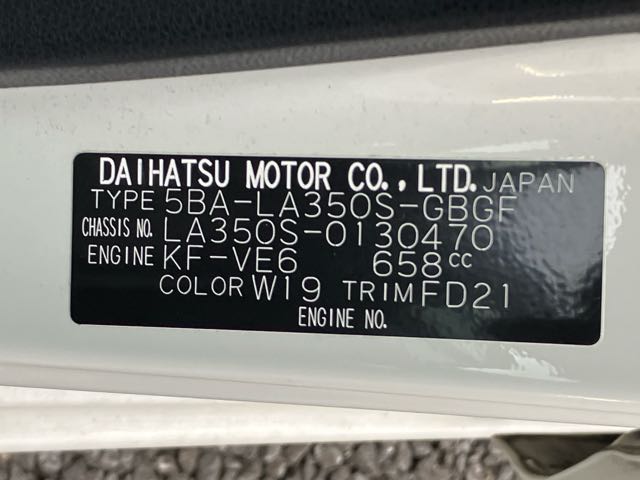 DAIHATSU MOTOR CO.,LTD. JAPAN
TYPE 5BA-LA350S-GBGF
CHASSIS NO. LA350S-0130470
ENGINE KF-VE6 658cc
COLOR W19 TRIM FD21
ENGINE NO.